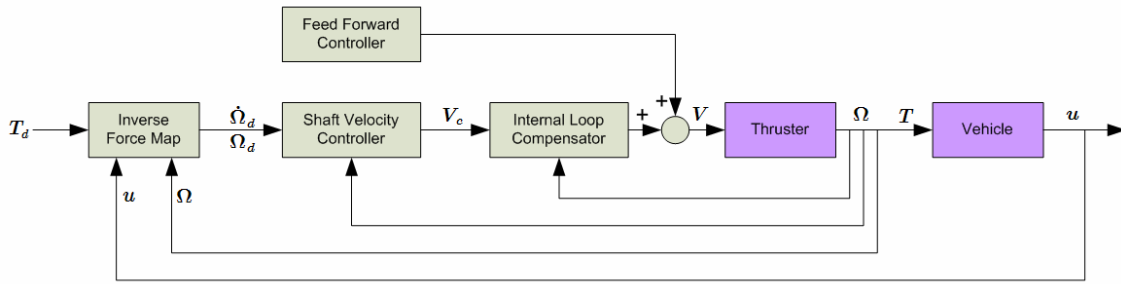 Feed Forward
Controller
+
+
T_d
Inverse
Force Map
Ω̇_d
Ω_d
Shaft Velocity
Controller
V_c
Internal Loop
Compensator
V
Thruster
Ω
T
Vehicle
u
u
Ω